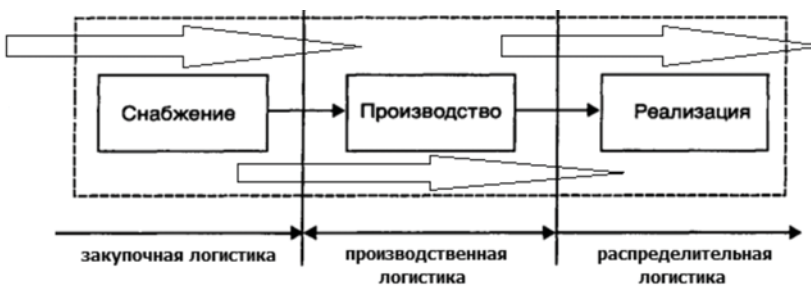 Снабжение
Производство
Реализация
закупочная логистика
производственная
логистика
распределительная
логистика